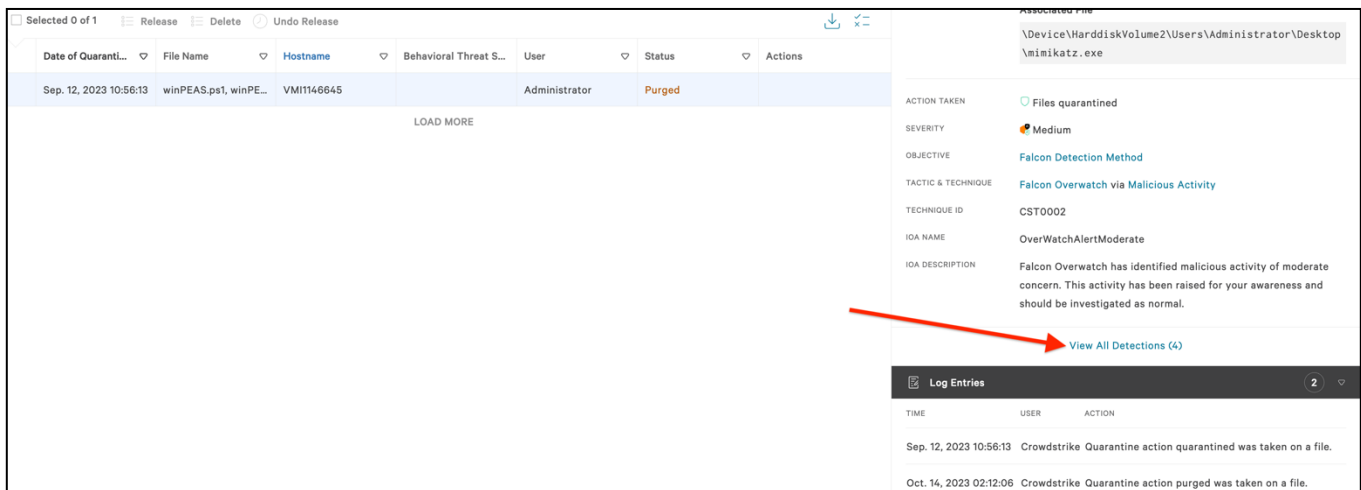 Selected 0 of 1 Release Delete Undo Release
Date of Quaranti... File Name Hostname Behavioral Threat S... User Status Actions
Sep. 12, 2023 10:56:13 winPEAS.ps1, winPE... VMI1146645 Administrator Purged
LOAD MORE
Associated File
\Device\HarddiskVolume2\Users\Administrator\Desktop
\mimikatz.exe
ACTION TAKEN Files quarantined
SEVERITY Medium
OBJECTIVE Falcon Detection Method
TACTIC & TECHNIQUE Falcon Overwatch via Malicious Activity
TECHNIQUE ID CST0002
IOA NAME OverWatchAlertModerate
IOA DESCRIPTION Falcon Overwatch has identified malicious activity of moderate
concern. This activity has been raised for your awareness and
should be investigated as normal.
View All Detections (4)
Log Entries 2
TIME USER ACTION
Sep. 12, 2023 10:56:13 Crowdstrike Quarantine action quarantined was taken on a file.
Oct. 14, 2023 02:12:06 Crowdstrike Quarantine action purged was taken on a file.